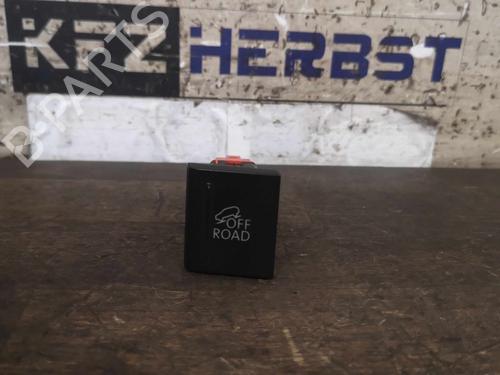 KFZ HERBST
B-PARTS
OFF
ROAD